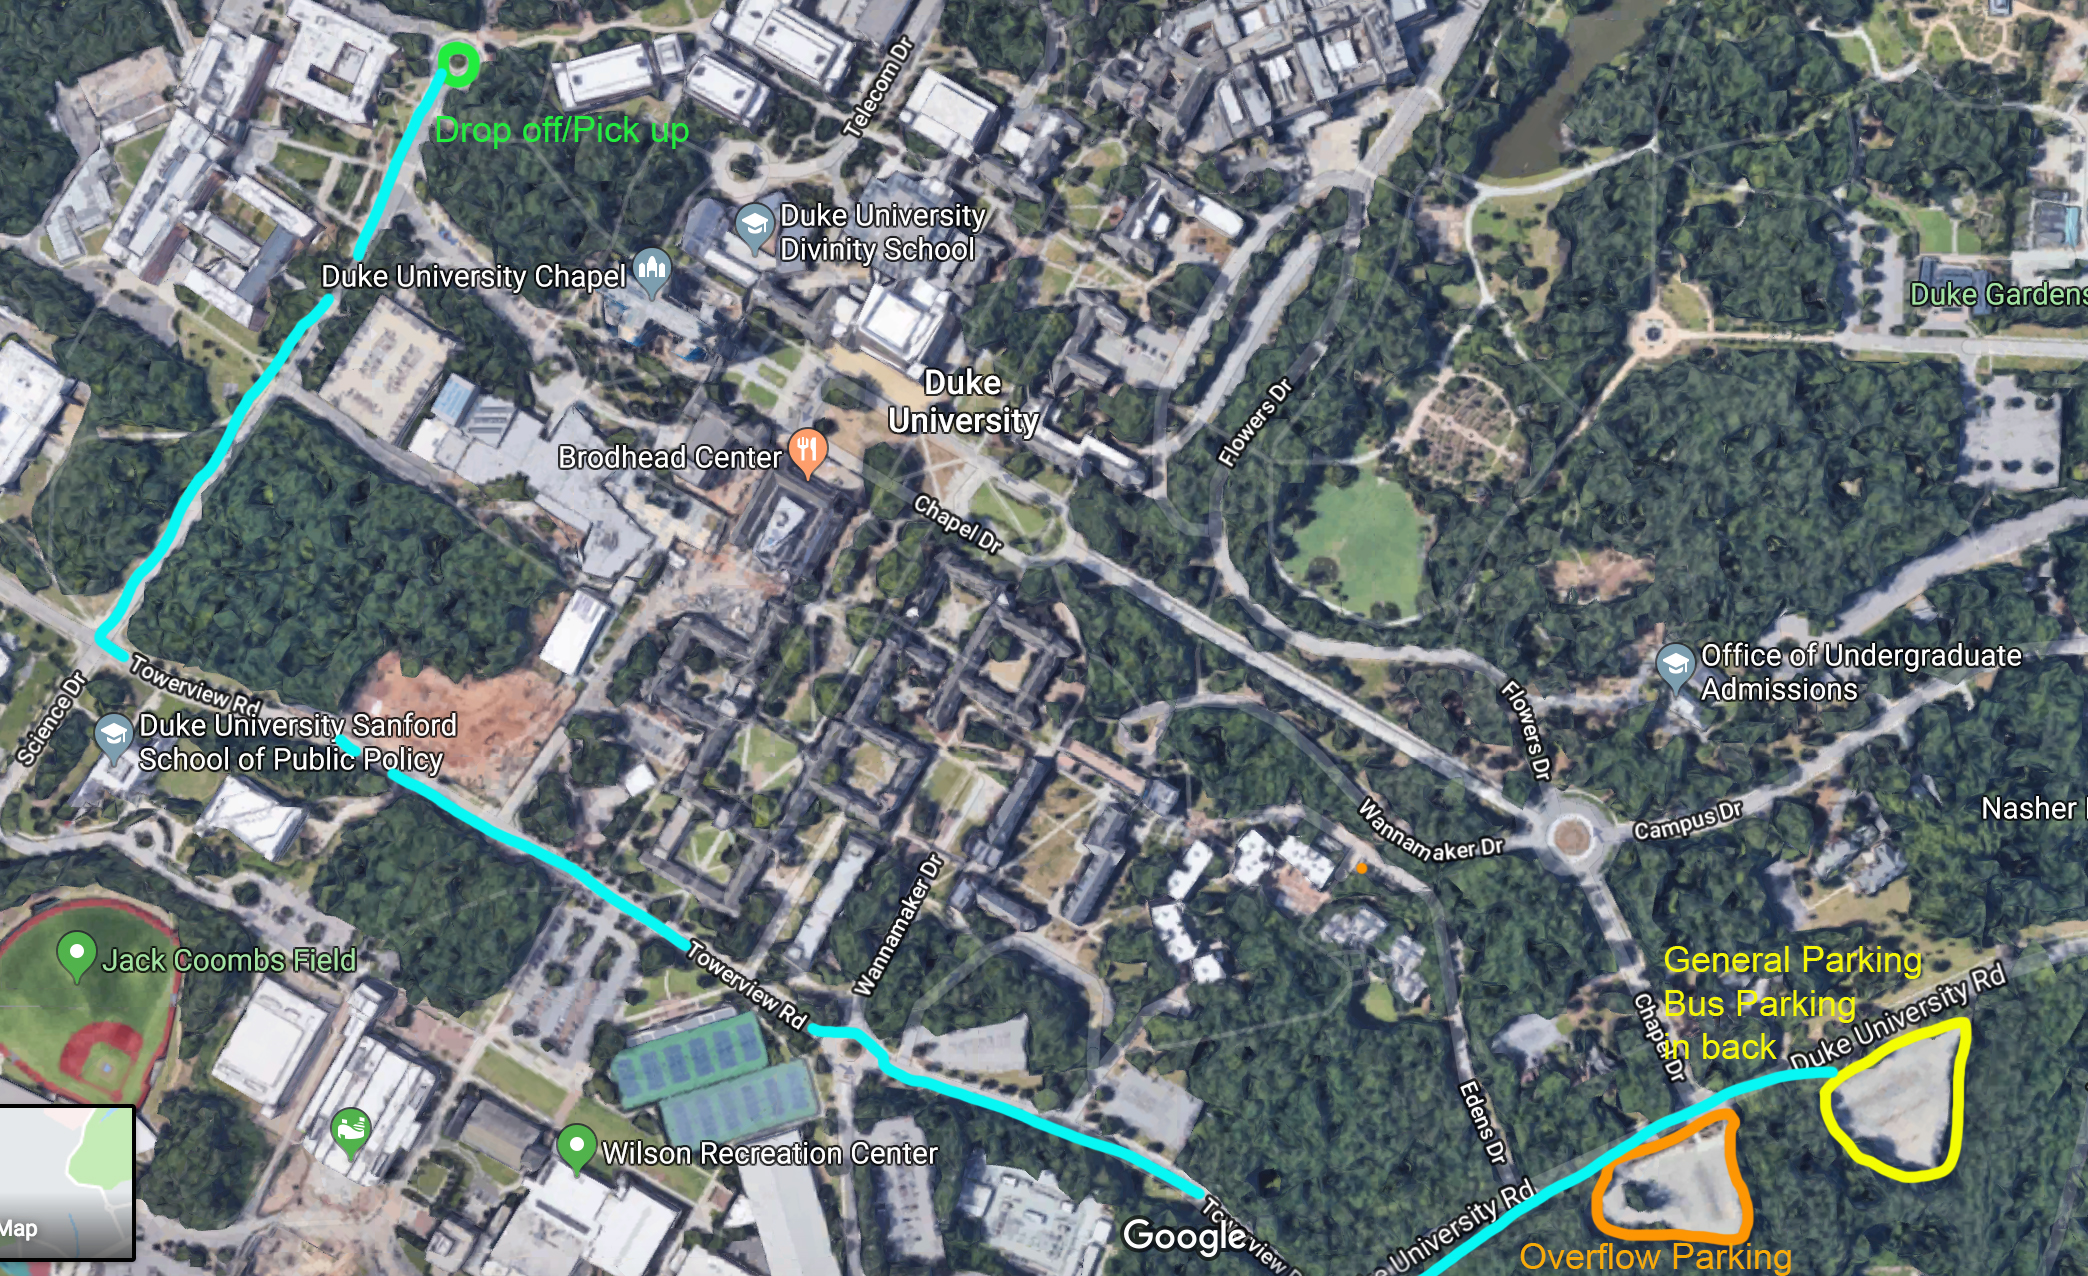 Telecom Dr
Drop off/Pick up
Duke University
Divinity School
Duke University Chapel
Duke Gardens
Duke
University
Flowers Dr
Brodhead Center
Chapel Dr
Towerview Rd
Science Dr
Office of Undergraduate
Admissions
Flowers Dr
Duke University Sanford
School of Public Policy
Nasher
Campus Dr
Wannamaker Dr
Wannamaker Dr
Jack Coombs Field
Towerview Rd
General Parking
Bus Parking
in back
Chapel Dr
Duke University Rd
Edens Dr
Wilson Recreation Center
University Rd
Map
Google
Towerview
Overflow Parking